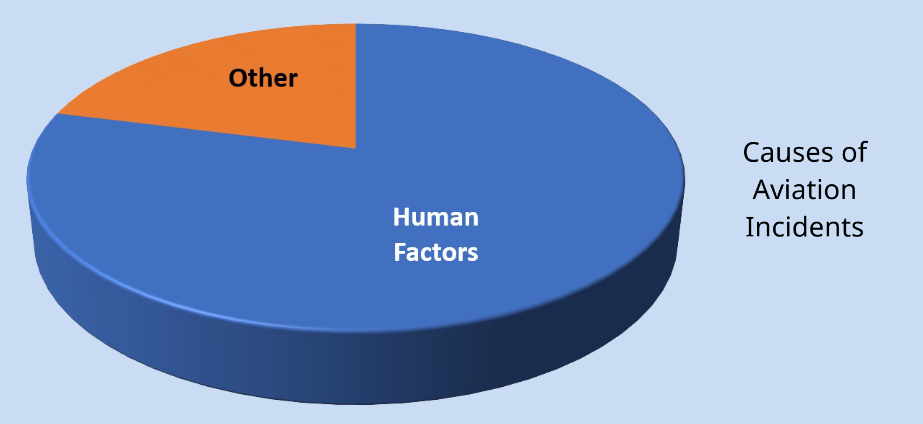 Other
Human
Factors
Causes of
Aviation
Incidents